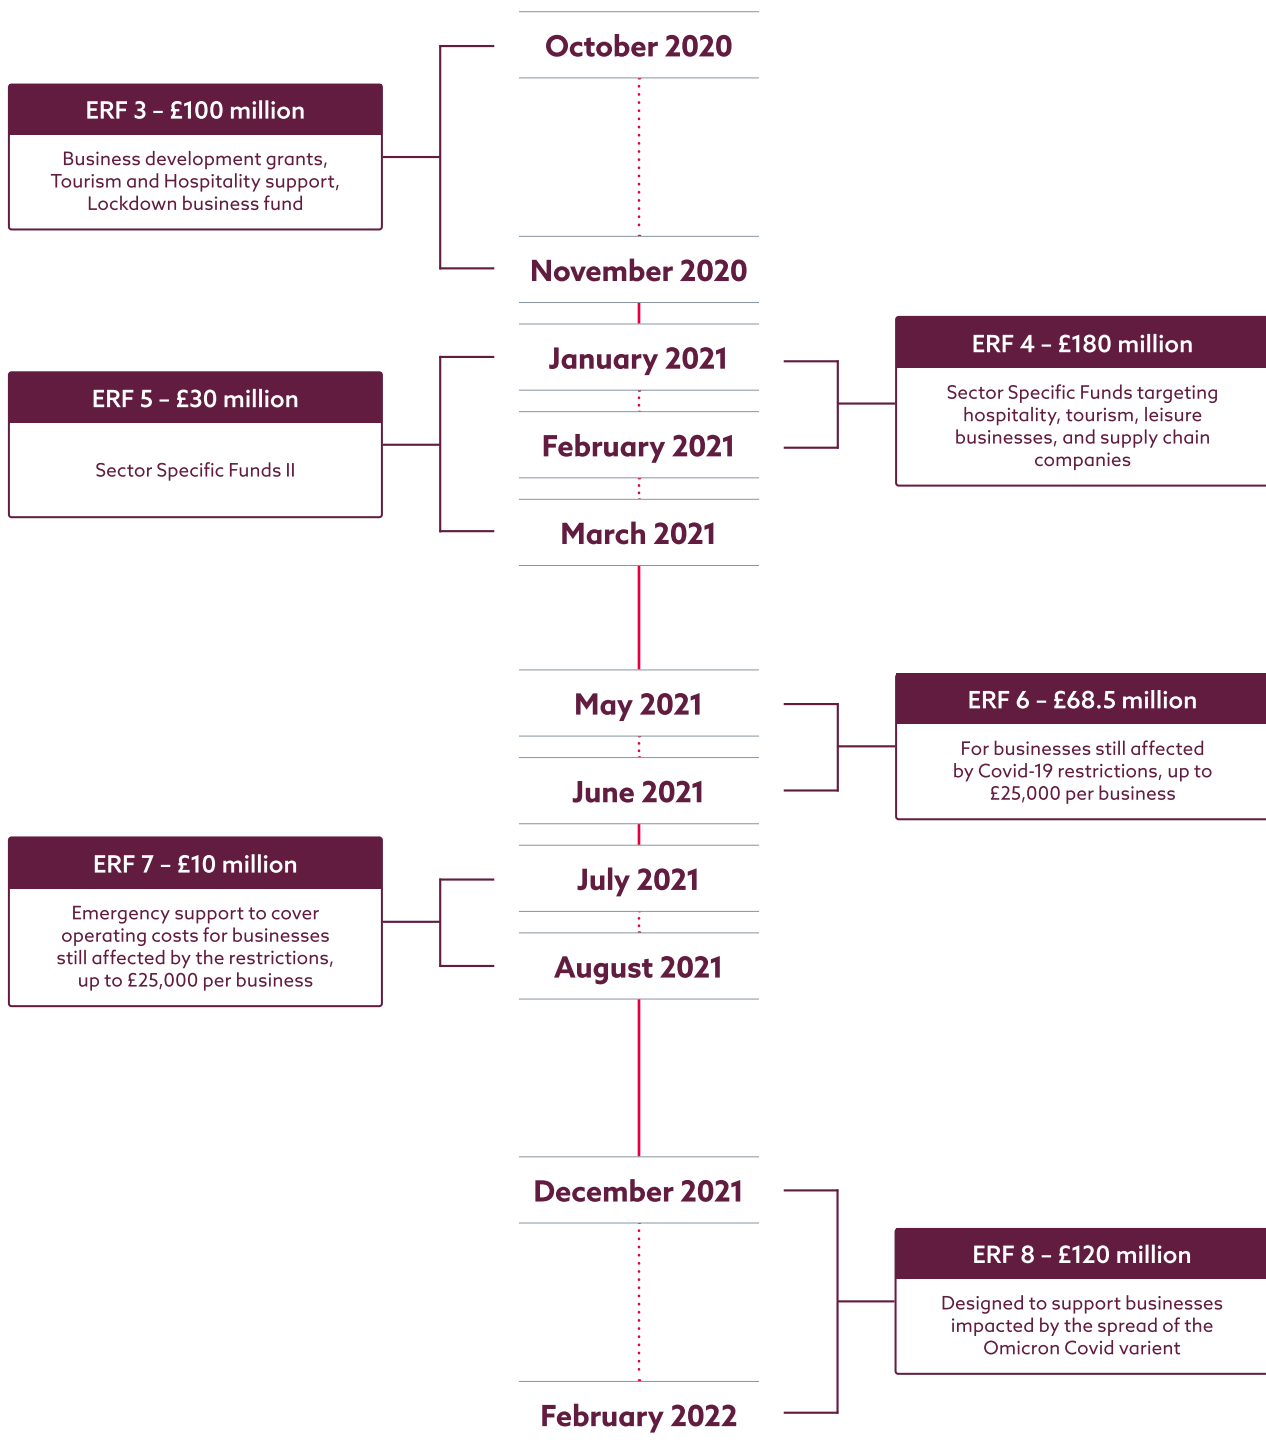 October 2020
ERF 3 – £100 million
Business development grants,
Tourism and Hospitality support,
Lockdown business fund
November 2020
January 2021
ERF 4 – £180 million
Sector Specific Funds targeting
hospitality, tourism, leisure
businesses, and supply chain
companies
ERF 5 – £30 million
Sector Specific Funds II
February 2021
March 2021
May 2021
ERF 6 – £68.5 million
For businesses still affected
by Covid-19 restrictions, up to
£25,000 per business
June 2021
ERF 7 – £10 million
Emergency support to cover
operating costs for businesses
still affected by the restrictions,
up to £25,000 per business
July 2021
August 2021
December 2021
ERF 8 – £120 million
Designed to support businesses
impacted by the spread of the
Omicron Covid varient
February 2022